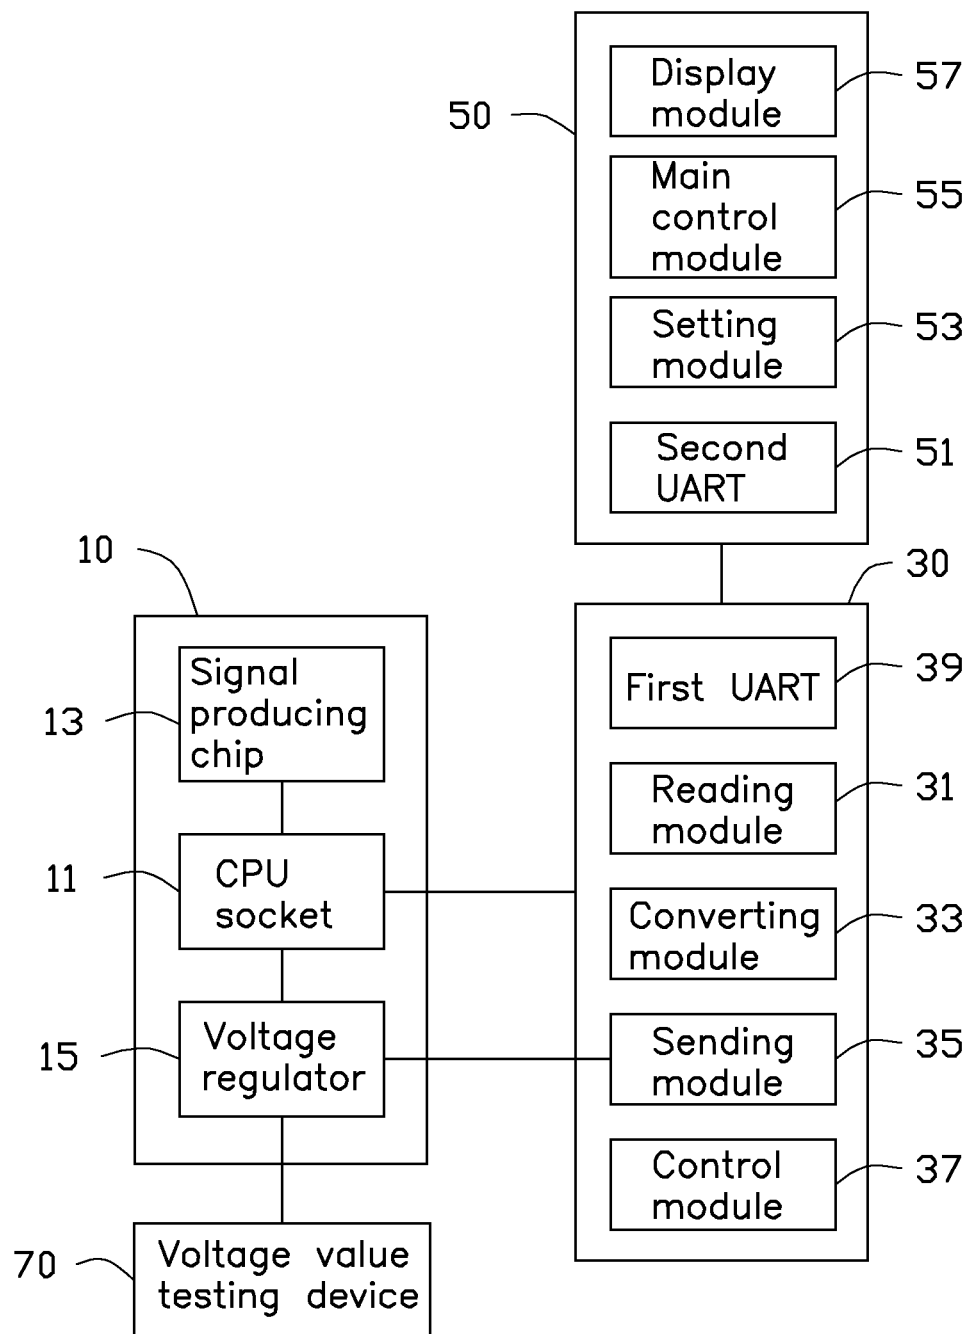 Display
module
57
50
Main
control
module
55
Setting
module
53
Second
UART
51
10
30
Signal
producing
chip
13
First UART
39
Reading
module
31
CPU
socket
11
Converting
module
33
Voltage
regulator
15
Sending
module
35
Control
module
37
Voltage value
testing device
70